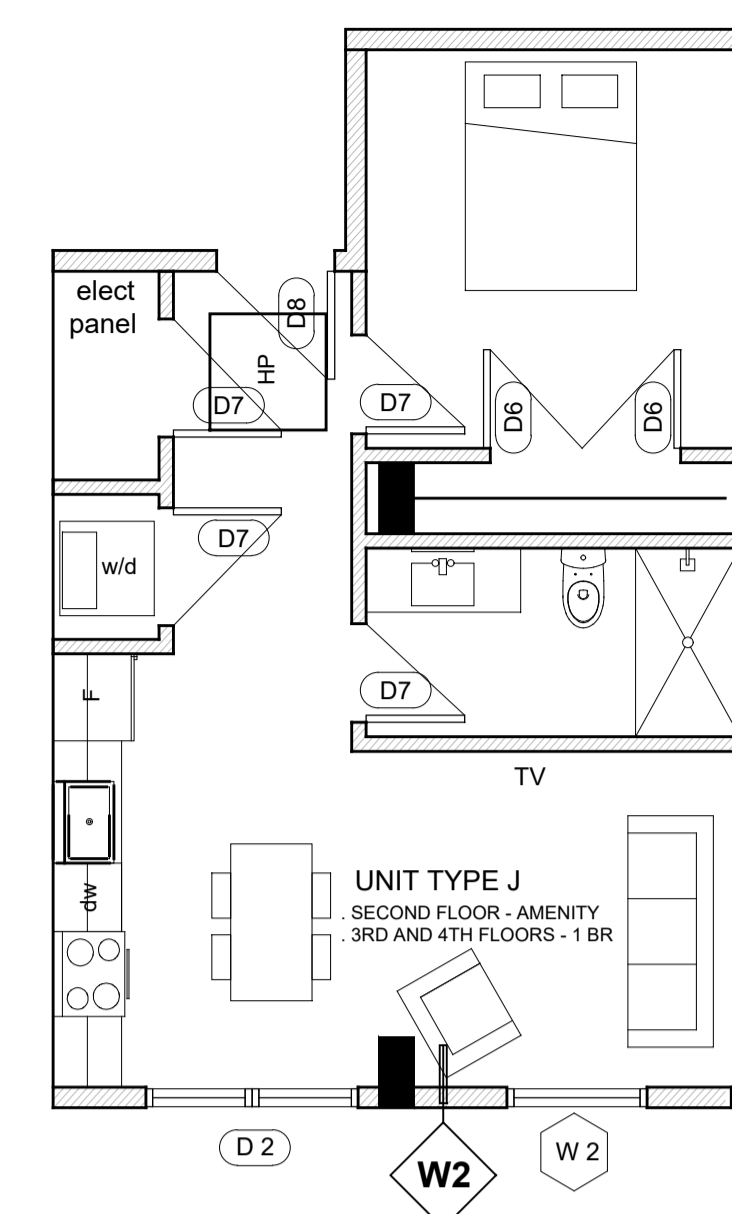 elect
panel
D8
HP
D7
D7
D6
D6
D7
w/d
F
D7
TV
UNIT TYPE J
. SECOND FLOOR - AMENITY
. 3RD AND 4TH FLOORS - 1 BR
dw
D 2
W2
W 2